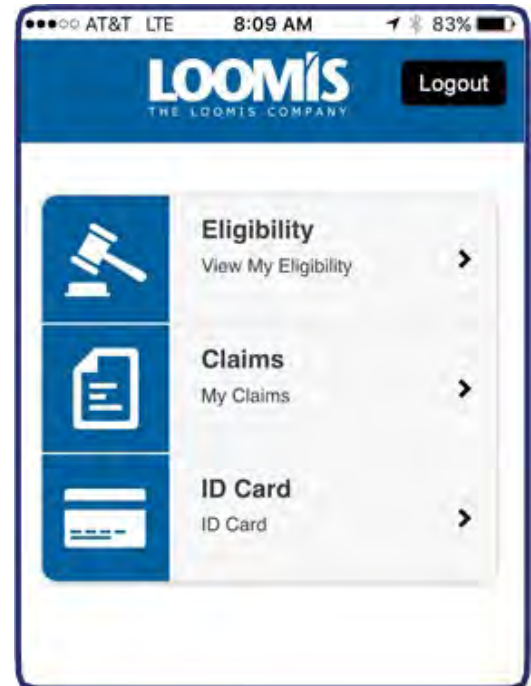 AT&T LTE 8:09 AM 83%
LOOMIS
THE LOOMIS COMPANY
Logout
Eligibility
View My Eligibility
Claims
My Claims
ID Card
ID Card